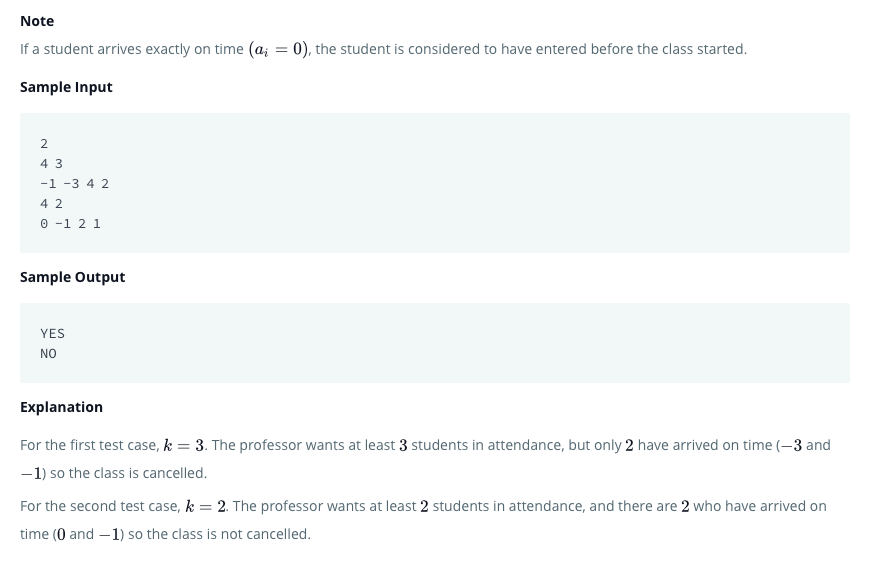 Note
If a student arrives exactly on time (aᵢ = 0), the student is considered to have entered before the class started.
Sample Input
2
4 3
-1 -3 4 2
4 2
0 -1 2 1
Sample Output
YES
NO
Explanation
For the first test case, k = 3. The professor wants at least 3 students in attendance, but only 2 have arrived on time (−3 and
−1) so the class is cancelled.
For the second test case, k = 2. The professor wants at least 2 students in attendance, and there are 2 who have arrived on
time (0 and −1) so the class is not cancelled.